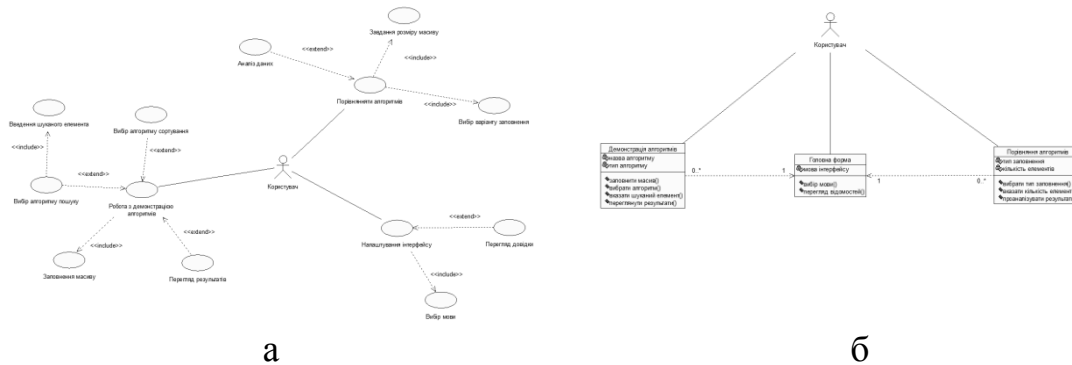 Завдання розміру масиву
<<extend>>
Аналіз даних
<<include>>
Порівняняти алгоритмів
<<include>>
Вибір варіанту заповнення
Введення шуканого елемента
Вибір алгоритму сортування
<<include>>
<<extend>>
<<extend>>
Вибір алгоритму пошуку
Робота з демонстрацією
алгоритмів
Користувач
<<include>>
<<extend>>
Заповнення масиву
Перегляд результатів
<<extend>>
Налаштування інтерфейсу
Перегляд довідки
<<include>>
Вибір мови
а
Користувач
Демонстрація алгоритмів
назва алгоритму
тип алгоритму
заповнити масив()
вибрати алгоритм()
вказати шуканий елемент()
переглянути результати()
0..*
1
Головна форма
мова інтерфейсу
вибір мови()
перегляд відомостей()
1
0..*
Порівняння алгоритмів
тип заповнення
кількість елементів
вибрати тип заповнення()
вказати кількість елемент
проаналізувати результа
б